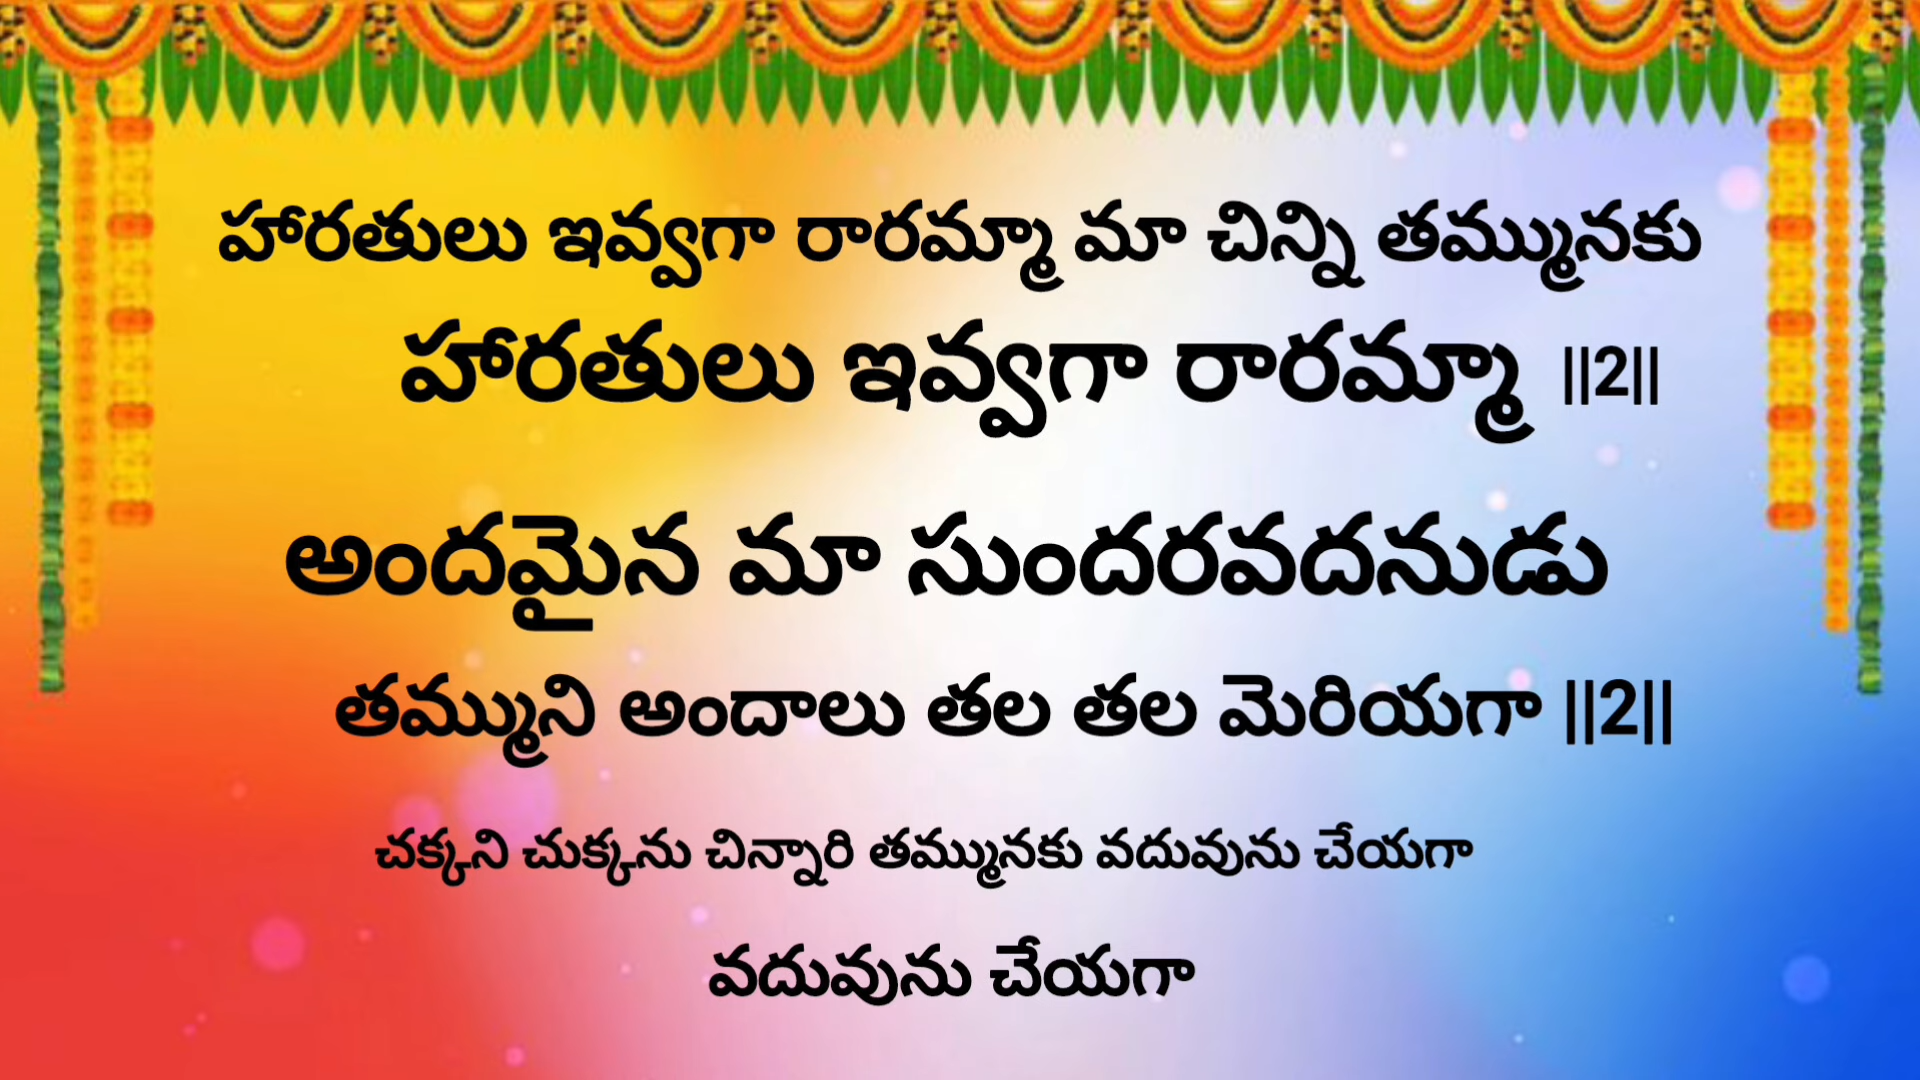 హారతులు ఇవ్వగా రారమ్మా మా చిన్ని తమ్మునకు
హారతులు ఇవ్వగా రారమ్మా ||2||
అందమైన మా సుందరవదనుడు
తమ్ముని అందాలు తల తల మెరియగా ||2||
చక్కని చుక్కను చిన్నారి తమ్మునకు వదువును చేయగా
వదువును చేయగా